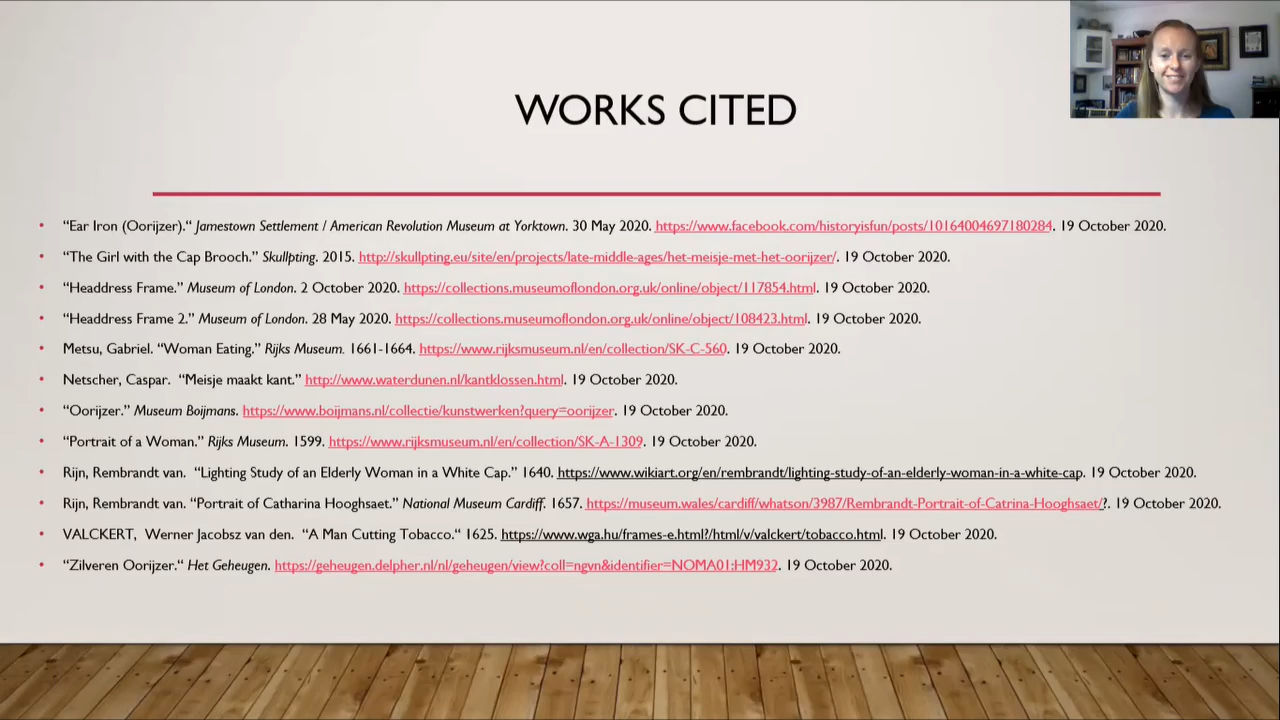 WORKS CITED
• “Ear Iron (Oorijzer).“ Jamestown Settlement / American Revolution Museum at Yorktown. 30 May 2020. https://www.facebook.com/historyisfun/posts/10164004697180284. 19 October 2020.
• “The Girl with the Cap Brooch.” Skullpting. 2015. http://skullpting.eu/site/en/projects/late-middle-ages/het-meisje-met-het-oorijzer/. 19 October 2020.
• “Headdress Frame.” Museum of London. 2 October 2020. https://collections.museumoflondon.org.uk/online/object/117854.html. 19 October 2020.
• “Headdress Frame 2.” Museum of London. 28 May 2020. https://collections.museumoflondon.org.uk/online/object/108423.html. 19 October 2020.
• Metsu, Gabriel. “Woman Eating.” Rijks Museum. 1661-1664. https://www.rijksmuseum.nl/en/collection/SK-C-560. 19 October 2020.
• Netscher, Caspar. “Meisje maakt kant.” http://www.waterdunen.nl/kantklossen.html. 19 October 2020.
• “Oorijzer.” Museum Boijmans. https://www.boijmans.nl/collectie/kunstwerken?query=oorijzer. 19 October 2020.
• “Portrait of a Woman.” Rijks Museum. 1599. https://www.rijksmuseum.nl/en/collection/SK-A-1309. 19 October 2020.
• Rijn, Rembrandt van. “Lighting Study of an Elderly Woman in a White Cap.” 1640. https://www.wikiart.org/en/rembrandt/lighting-study-of-an-elderly-woman-in-a-white-cap. 19 October 2020.
• Rijn, Rembrandt van. “Portrait of Catharina Hooghsaet.” National Museum Cardiff. 1657. https://museum.wales/cardiff/whatson/3987/Rembrandt-Portrait-of-Catrina-Hooghsaet/?. 19 October 2020.
• VALCKERT, Werner Jacobsz van den. “A Man Cutting Tobacco.“ 1625. https://www.wga.hu/frames-e.html?/html/v/valckert/tobacco.html. 19 October 2020.
• “Zilveren Oorijzer.“ Het Geheugen. https://geheugen.delpher.nl/nl/geheugen/view?coll=ngvn&identifier=NOMA01:HM932. 19 October 2020.